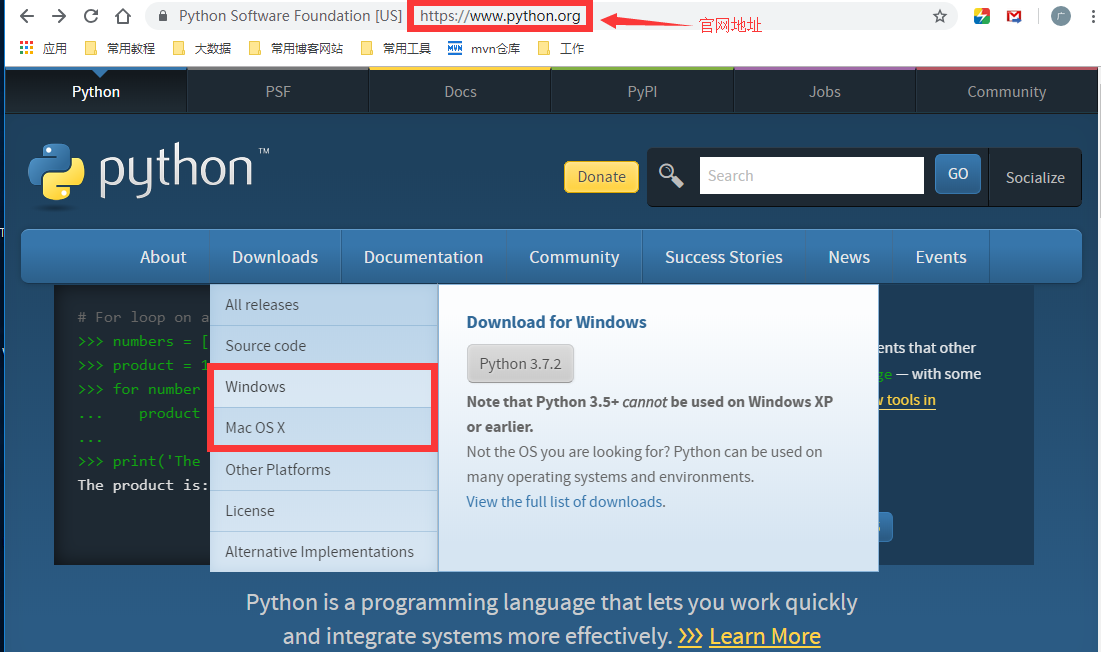 Python Software Foundation [US] https://www.python.org 官网地址
应用 常用教程 大数据 常用博客网站 常用工具 mvn仓库 工作
Python PSF Docs PyPI Jobs Community
python™
Donate Search GO Socialize
About Downloads Documentation Community Success Stories News Events
# For loop on a
>>> numbers = [
>>> product = 1
>>> for number
... product
...
>>> print('The
The product is:
All releases
Source code
Windows
Mac OS X
Other Platforms
License
Alternative Implementations
Download for Windows
Python 3.7.2
Note that Python 3.5+ cannot be used on Windows XP
or earlier.
Not the OS you are looking for? Python can be used on
many operating systems and environments.
View the full list of downloads.
that other
— with some
tools in
Python is a programming language that lets you work quickly
and integrate systems more effectively. >>> Learn More